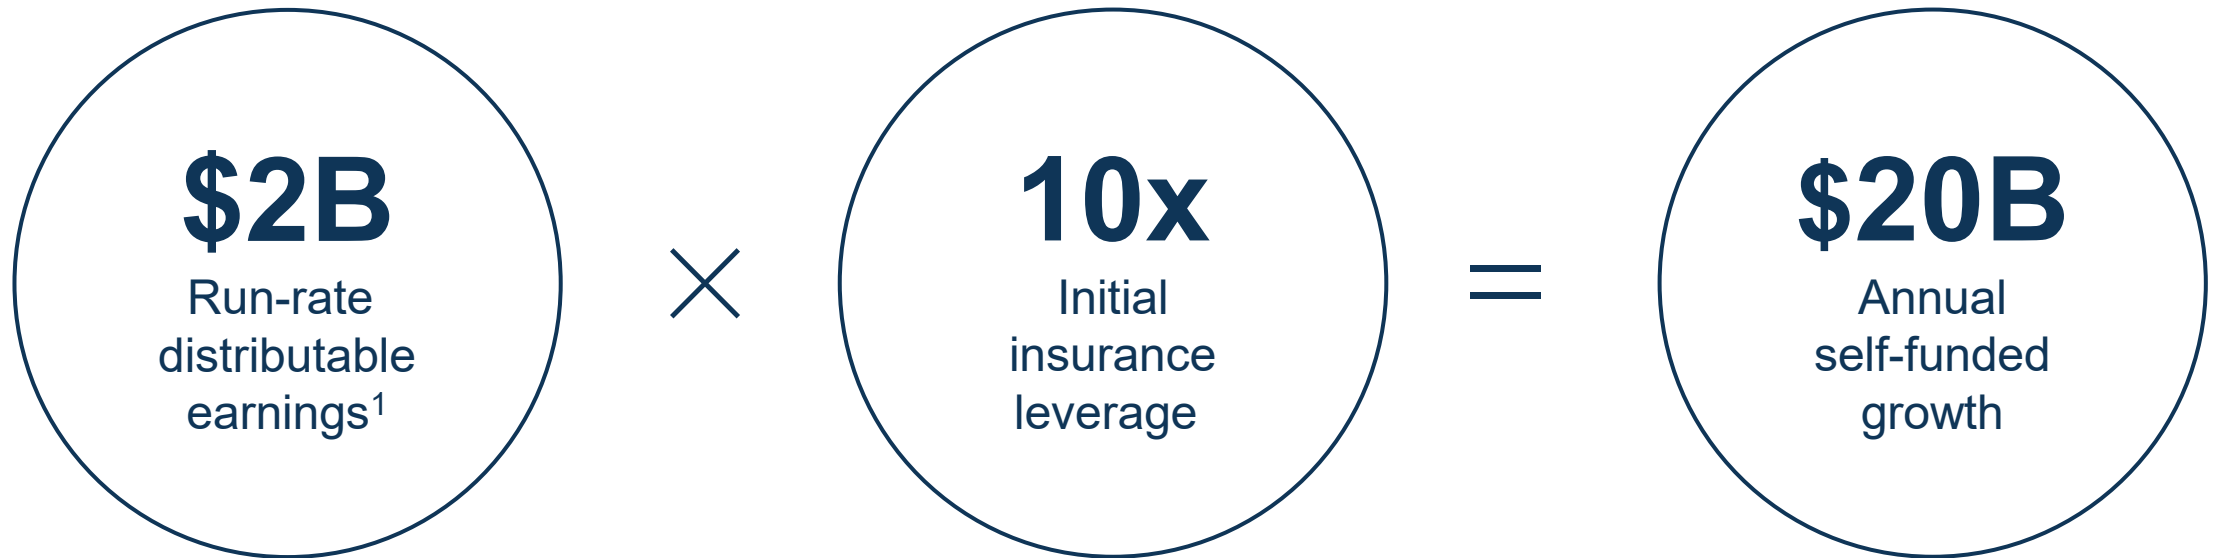 $2B
Run-rate
distributable
earnings¹
×
10x
Initial
insurance
leverage
=
$20B
Annual
self-funded
growth